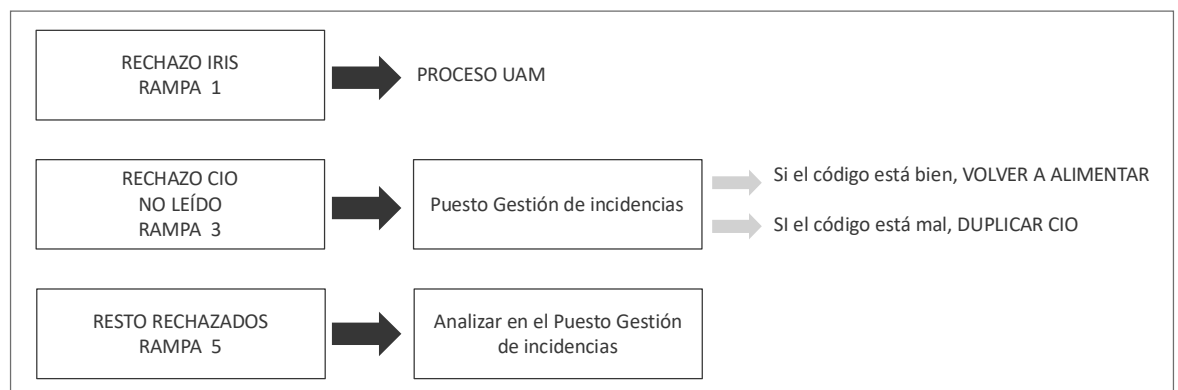 RECHAZO IRIS
RAMPA 1
PROCESO UAM
RECHAZO CIO
NO LEÍDO
RAMPA 3
Puesto Gestión de incidencias
Si el código está bien, VOLVER A ALIMENTAR
SI el código está mal, DUPLICAR CIO
RESTO RECHAZADOS
RAMPA 5
Analizar en el Puesto Gestión
de incidencias